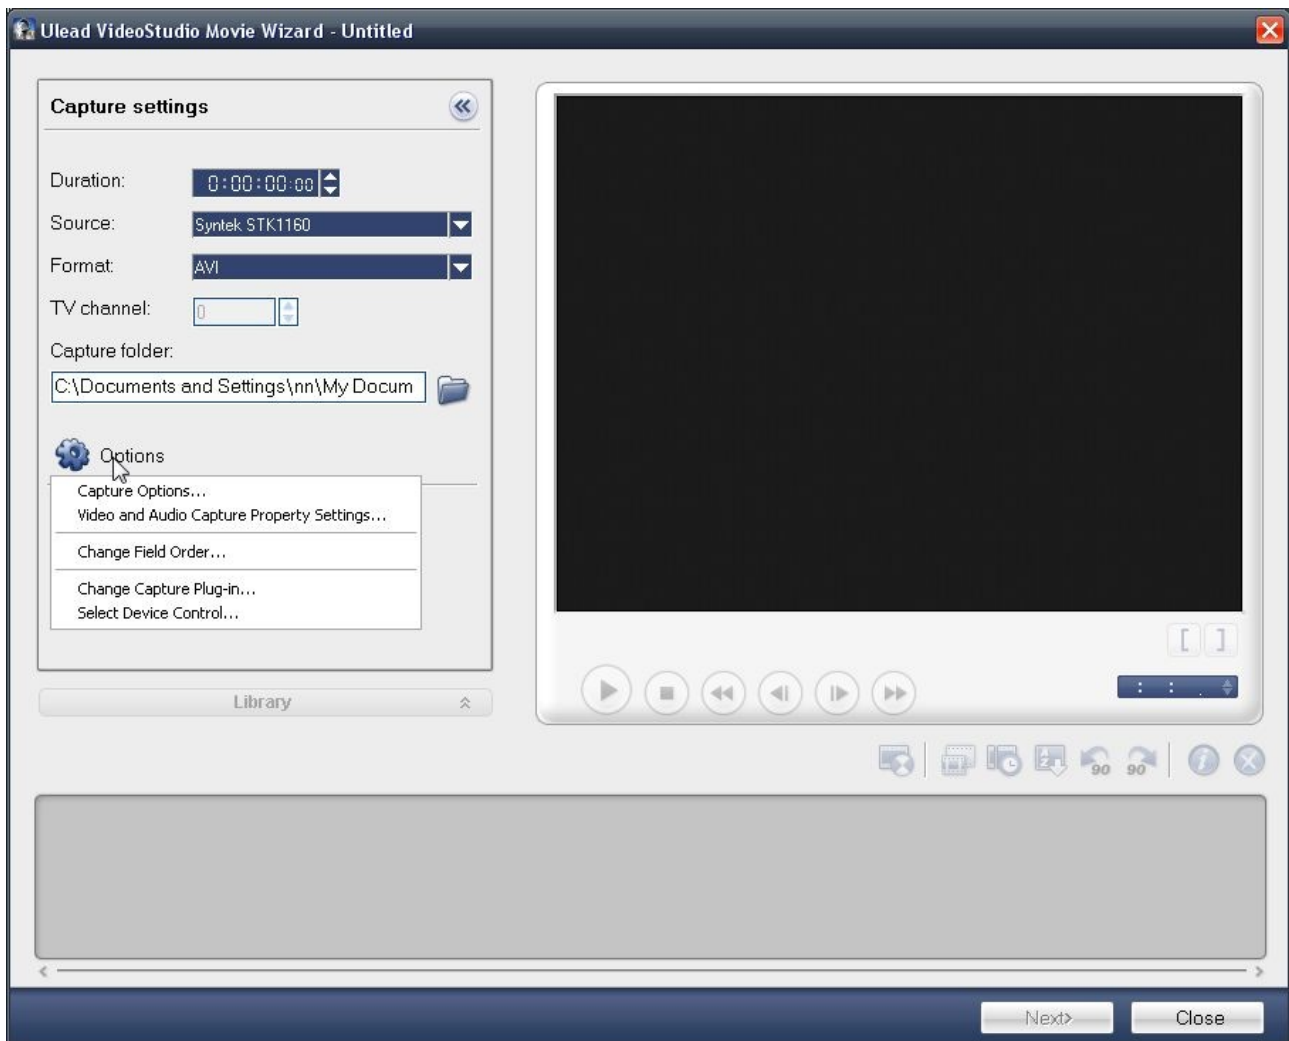 Ulead VideoStudio Movie Wizard - Untitled
Capture settings
Duration: 0:00:00:00
Source: Syntek STK1160
Format: AVI
TV channel: 0
Capture folder:
C:\Documents and Settings\nn\My Docum
Options
Capture Options...
Video and Audio Capture Property Settings...
Change Field Order...
Change Capture Plug-in...
Select Device Control...
[ ]
: : .
Library
90 90
Next>
Close